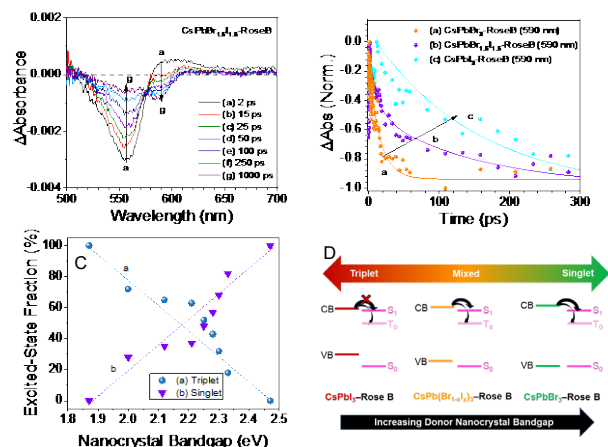 CsPbBr1.5I1.5-RoseB
a
g
g
a
(a) 2 ps
(b) 15 ps
(c) 25 ps
(d) 50 ps
(e) 100 ps
(f) 250 ps
(g) 1000 ps
0.002
0.000
-0.002
-0.004
500 550 600 650 700
Wavelength (nm)
ΔAbsorbance
(a) CsPbBr3-RoseB (590 nm)
(b) CsPbBr1.5I1.5-RoseB (590 nm)
(c) CsPbI3-RoseB (590 nm)
0.0
-0.2
-0.4
-0.6
-0.8
-1.0
a
b
c
0 100 200 300
Time (ps)
ΔAbs (Norm.)
C
a
b
(a) Triplet
(b) Singlet
100
80
60
40
20
0
1.8 1.9 2.0 2.1 2.2 2.3 2.4 2.5
Nanocrystal Bandgap (eV)
Excited-State Fraction (%)
D
Triplet Mixed Singlet
CB S1 CB S1 CB S1
T0 T0 T0
VB S0 VB S0 VB S0
CsPbI3–Rose B CsPb(Br1-xIx)3–Rose B CsPbBr3–Rose B
Increasing Donor Nanocrystal Bandgap